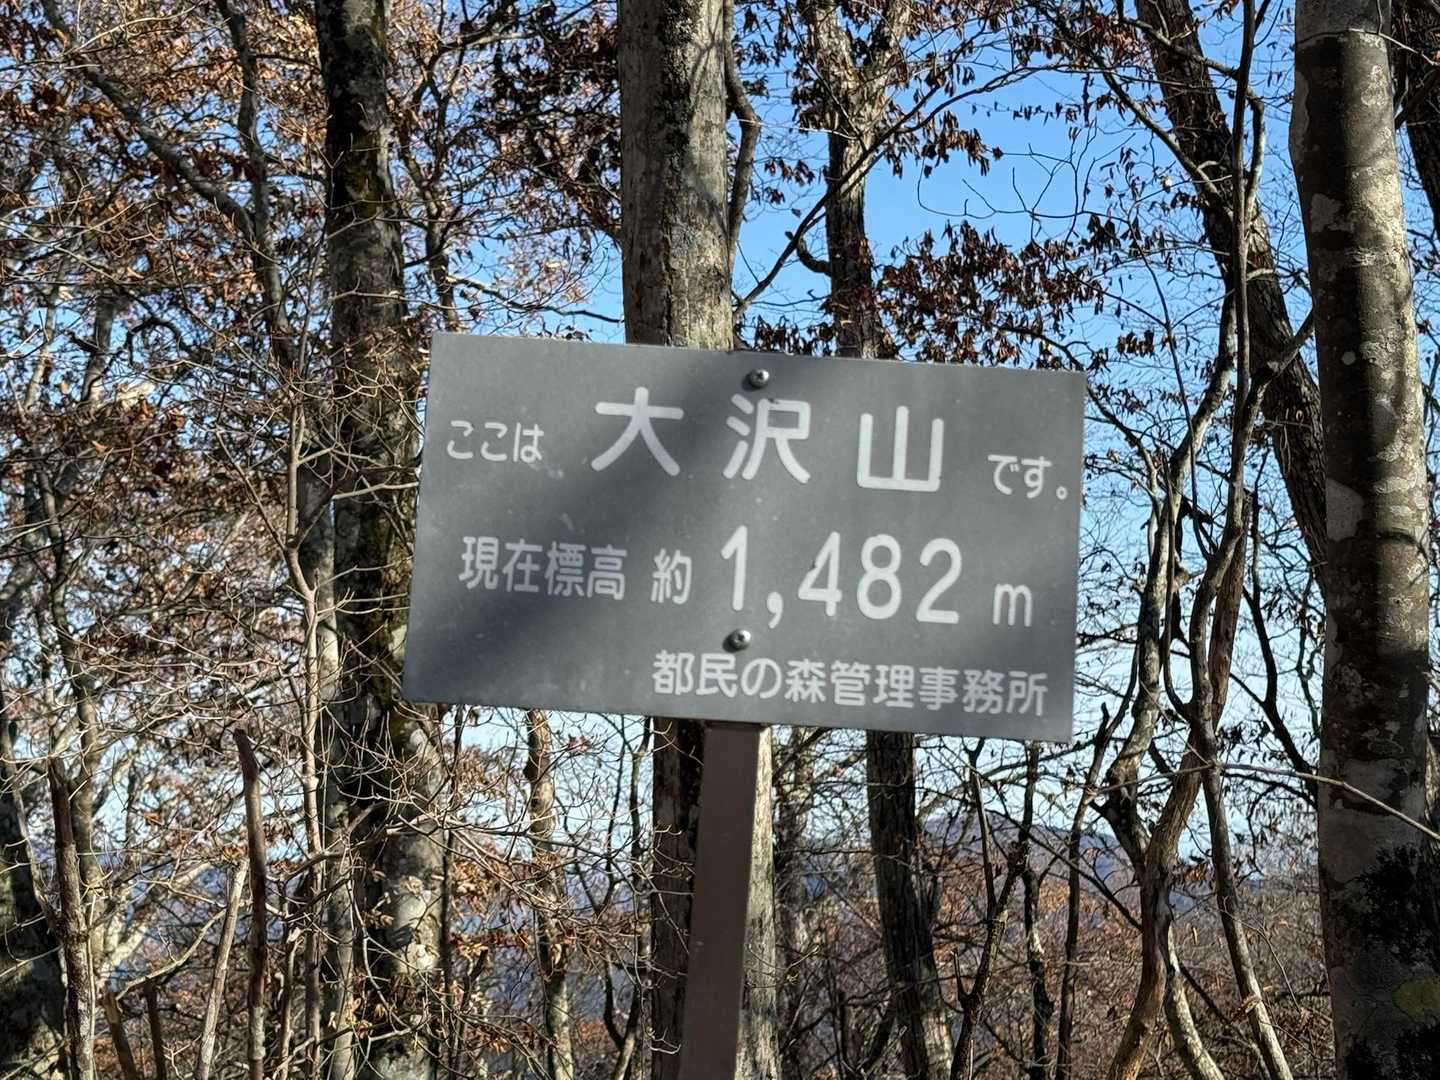 ここは 大沢山 です。
現在標高 約 1,482 m
都民の森管理事務所